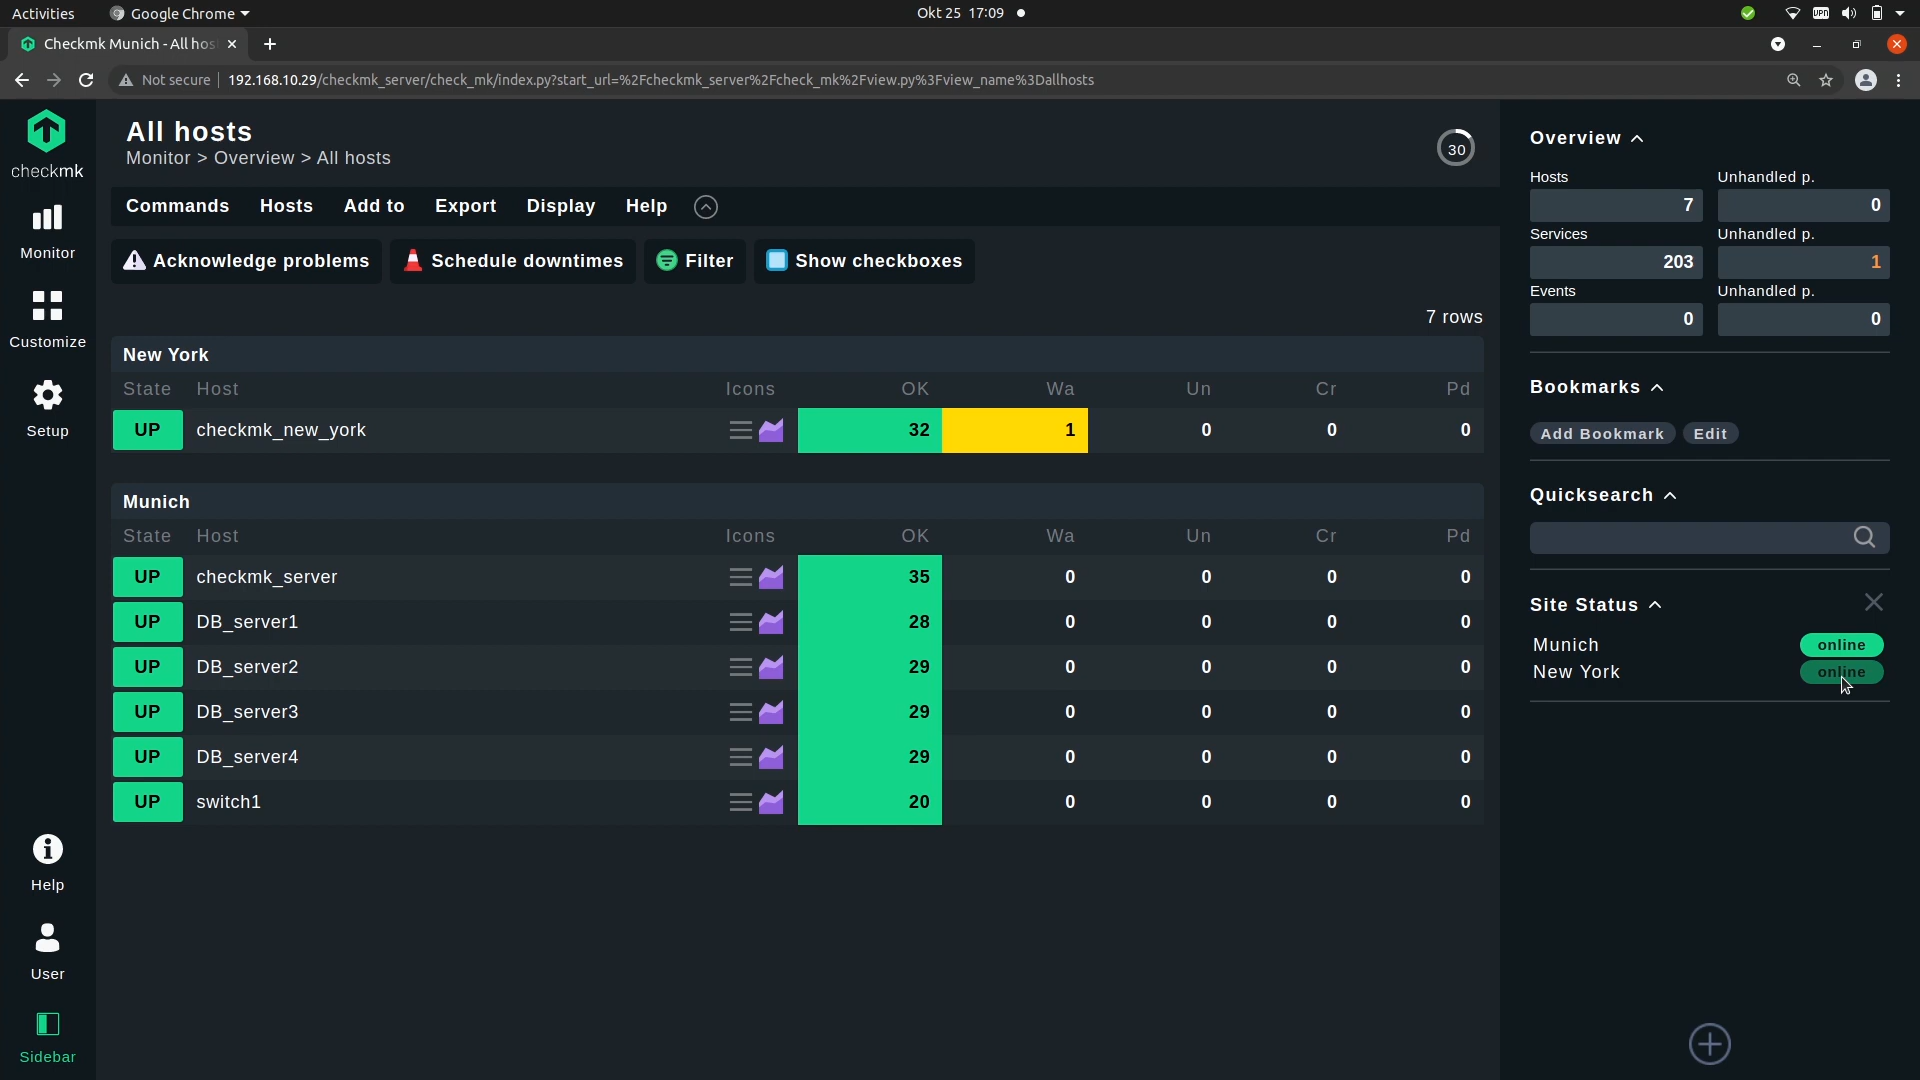 Activities
Google Chrome
Okt 25 17:09
VPN
Checkmk Munich - All hos
Not secure
192.168.10.29/checkmk_server/check_mk/index.py?start_url=%2Fcheckmk_server%2Fcheck_mk%2Fview.py%3Fview_name%3Dallhosts
checkmk
Monitor
Customize
Setup
Help
User
Sidebar
All hosts
Monitor > Overview > All hosts
30
Commands Hosts Add to Export Display Help
Acknowledge problems Schedule downtimes Filter Show checkboxes
7 rows
New York
State Host Icons OK Wa Un Cr Pd
UP checkmk_new_york 32 1 0 0 0
Munich
State Host Icons OK Wa Un Cr Pd
UP checkmk_server 35 0 0 0 0
UP DB_server1 28 0 0 0 0
UP DB_server2 29 0 0 0 0
UP DB_server3 29 0 0 0 0
UP DB_server4 29 0 0 0 0
UP switch1 20 0 0 0 0
Overview
Hosts Unhandled p.
7 0
Services Unhandled p.
203 1
Events Unhandled p.
0 0
Bookmarks
Add Bookmark Edit
Quicksearch
Site Status
Munich online
New York online